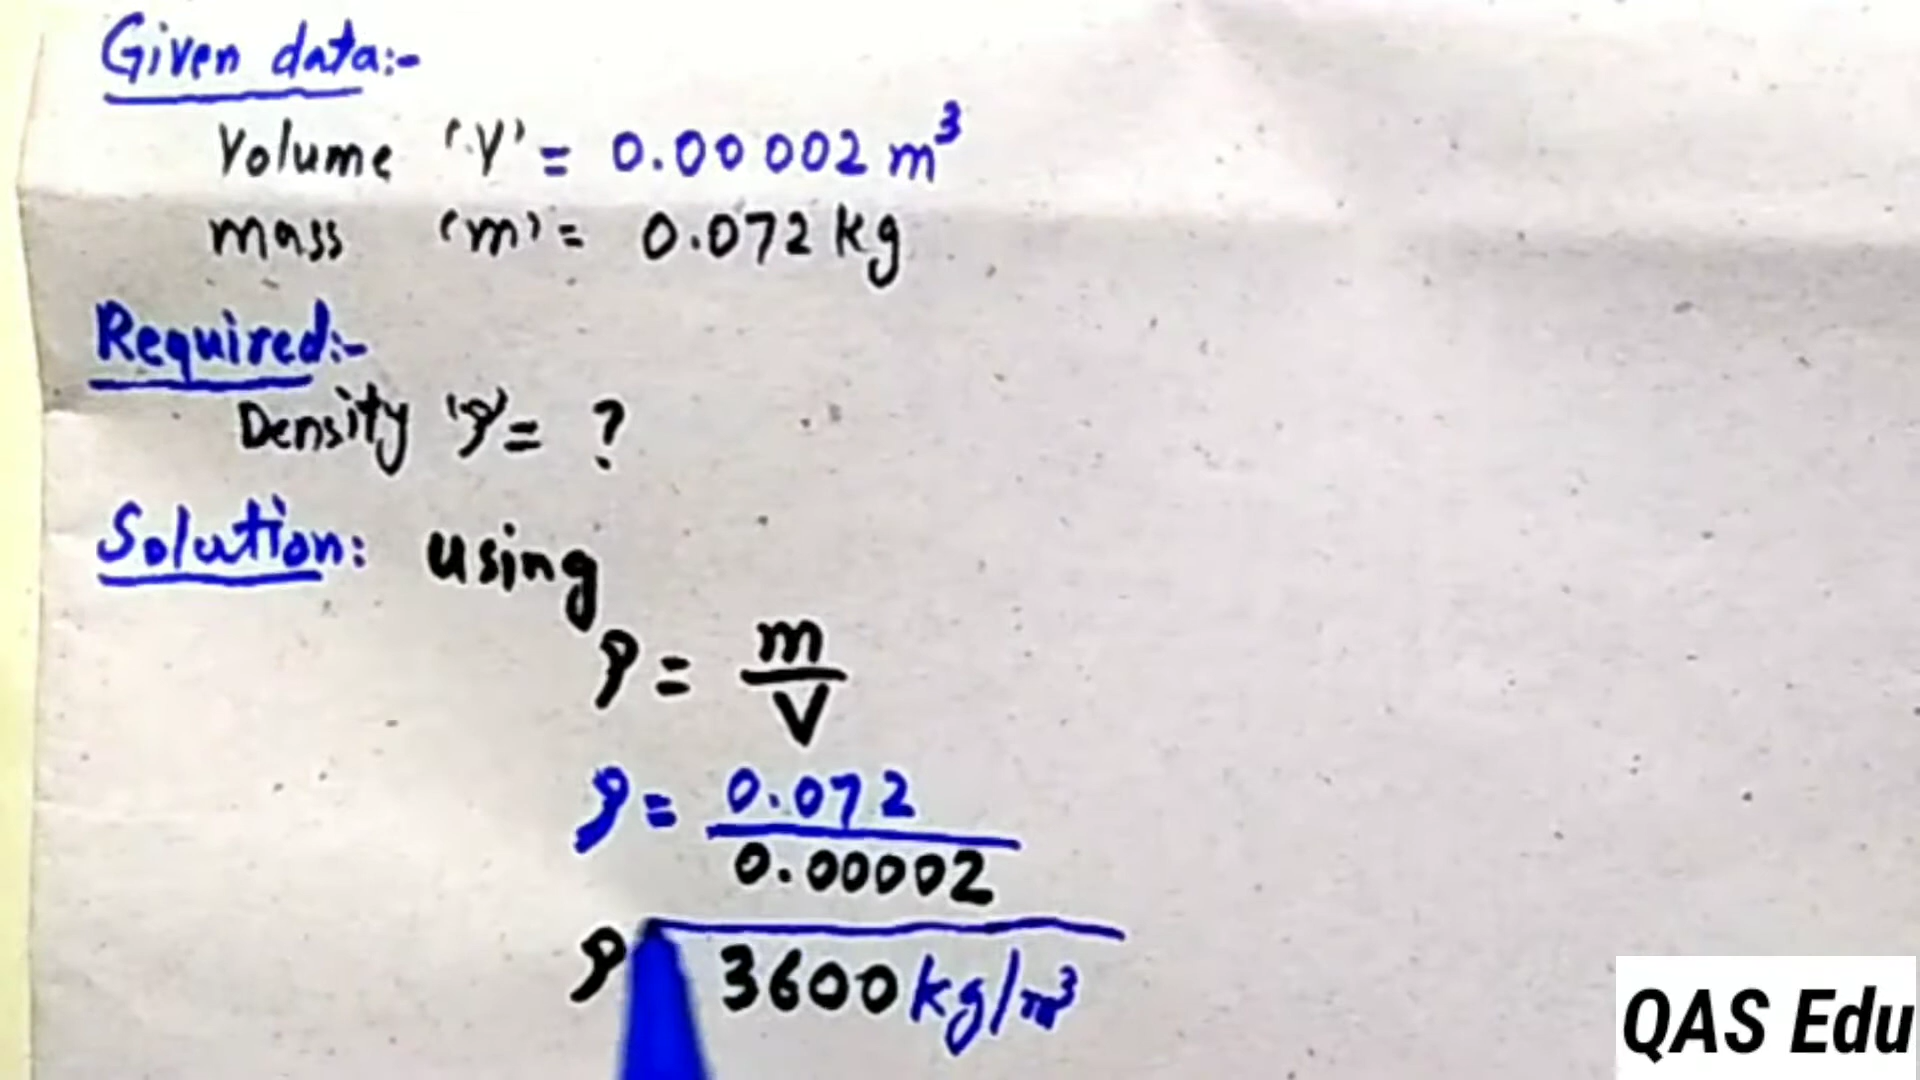 Given data:-
Volume 'V' = 0.00002 m³
mass 'm' = 0.072 kg
Required:-
Density 'ρ' = ?
Solution: using
ρ = m/V
ρ = 0.072/0.00002
ρ 3600 kg/m³
QAS Edu